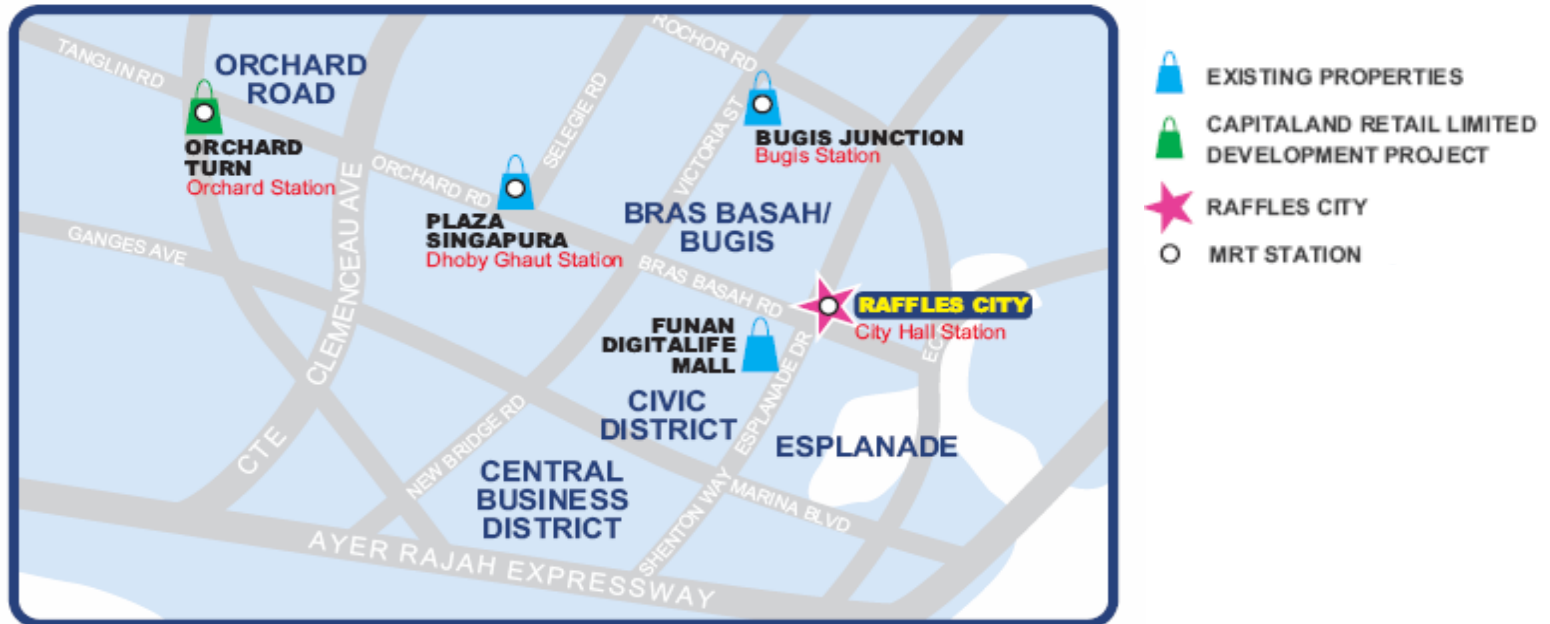 TANGLIN RD
ORCHARD
ROAD
ORCHARD
TURN
Orchard Station
CLEMENCEAU AVE
CTE
GANGES AVE
ORCHARD RD
SELEGIE RD
PLAZA
SINGAPURA
Dhoby Ghaut Station
ROCHOR RD
VICTORIA ST
BUGIS JUNCTION
Bugis Station
BRAS BASAH/
BUGIS
BRAS BASAH RD
RAFFLES CITY
City Hall Station
FUNAN
DIGITALIFE
MALL
ESPLANADE DR
CIVIC
DISTRICT
ESPLANADE
NEW BRIDGE RD
CENTRAL
BUSINESS
DISTRICT
SHENTON WAY
MARINA BLVD
AYER RAJAH EXPRESSWAY
EXISTING PROPERTIES
CAPITALAND RETAIL LIMITED
DEVELOPMENT PROJECT
RAFFLES CITY
MRT STATION